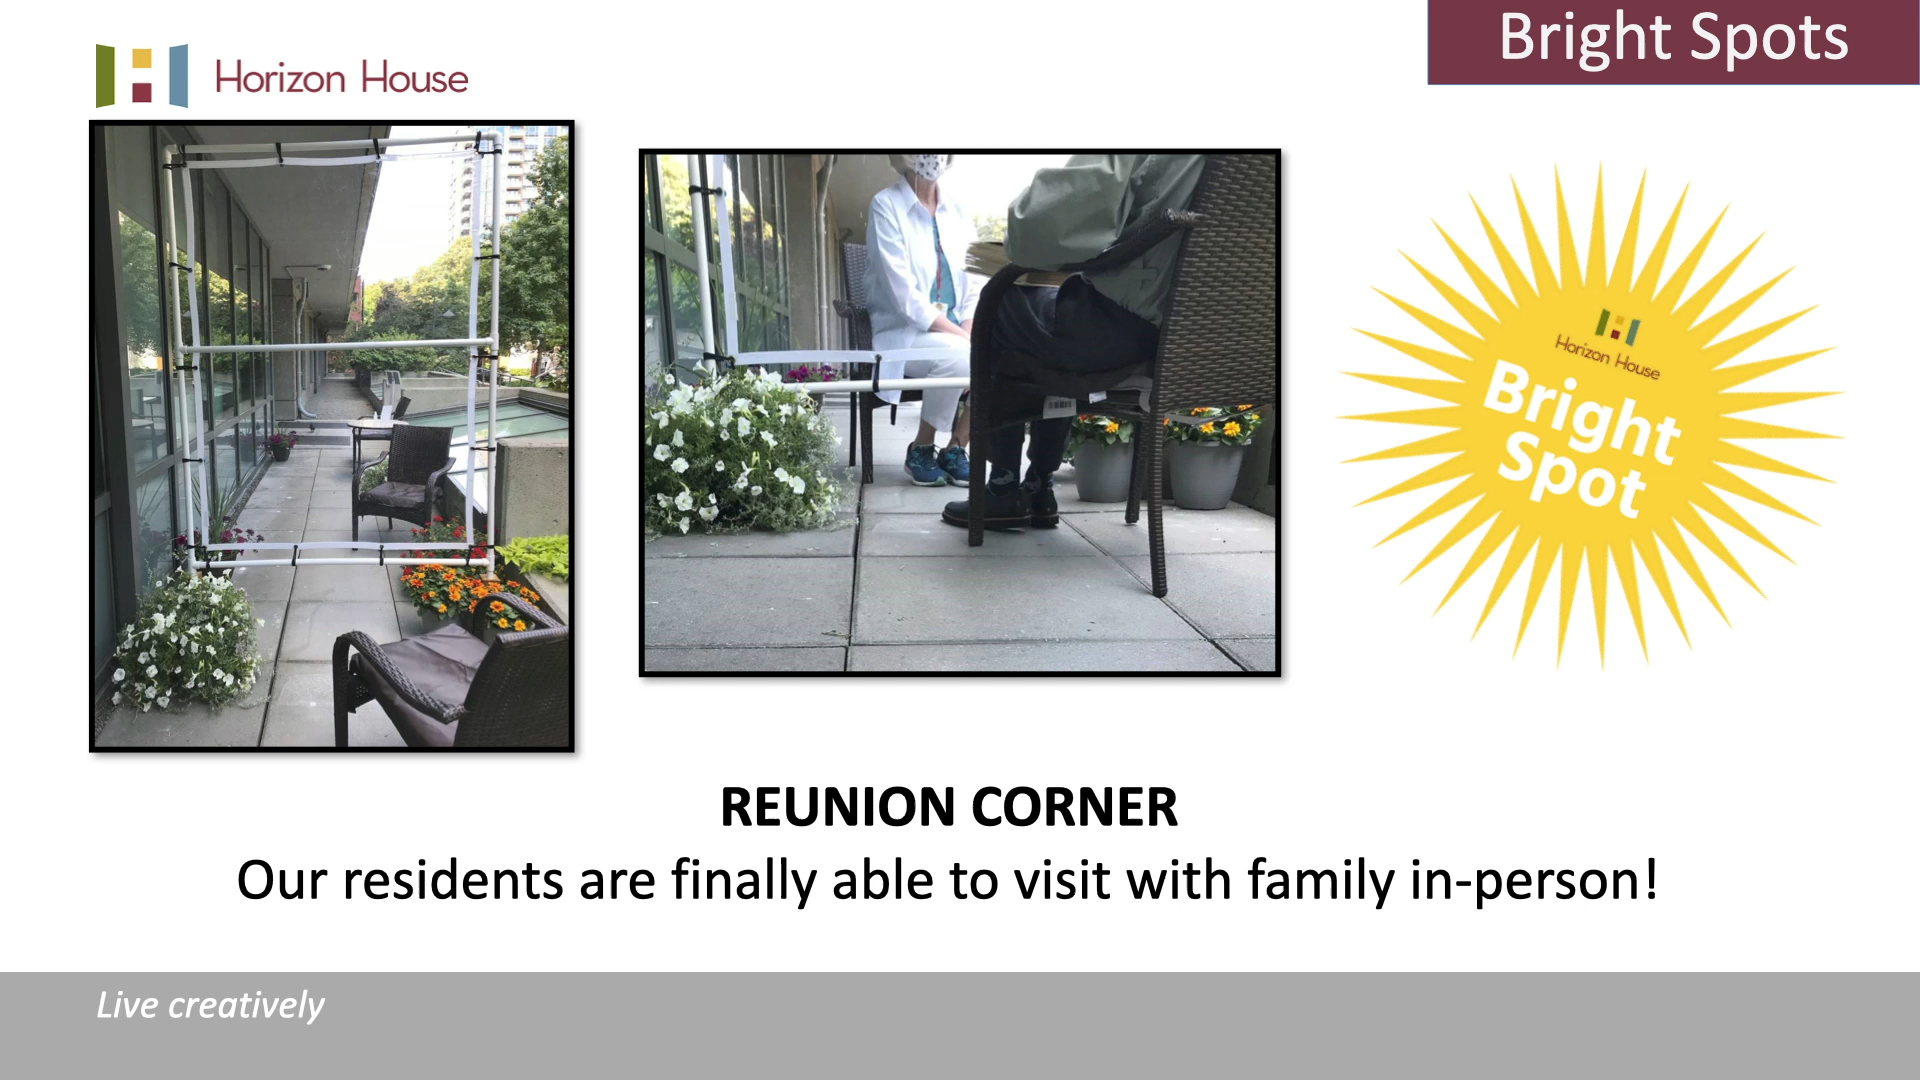 Bright Spots
Horizon House
Horizon House
Bright
Spot
REUNION CORNER
Our residents are finally able to visit with family in-person!
Live creatively